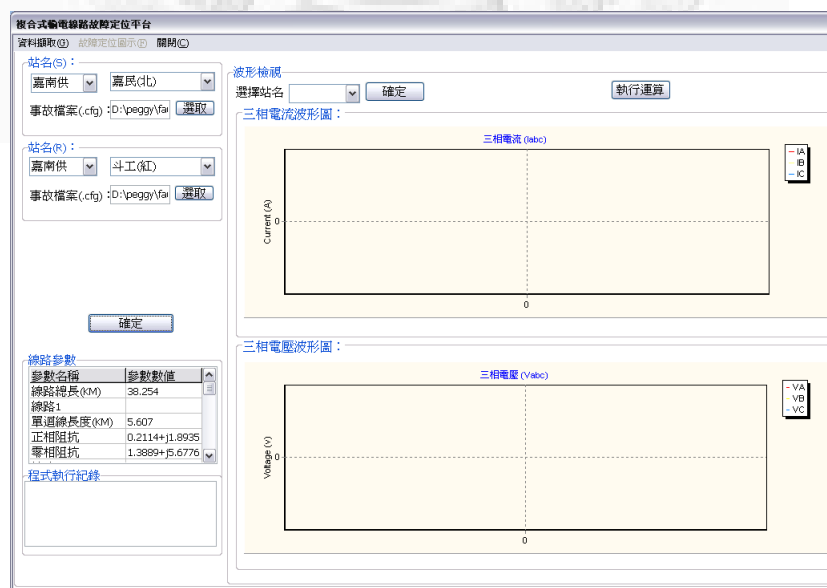 複合式輸電線路故障定位平台
資料擷取(G) 故障定位圖示(P) 關閉(C)
站名(S)：
嘉南供 嘉民(北)
事故檔案(.cfg)：D:\peggy\fau 選取
站名(R)：
嘉南供 斗工(紅)
事故檔案(.cfg)：D:\peggy\fau 選取
確定
線路參數
參數名稱 參數數值
線路總長(KM) 38.254
線路1
單迴線長度(KM) 5.607
正相阻抗 0.2114+j1.8935
零相阻抗 1.3889+j5.6776
程式執行紀錄
波形檢視
選擇站名 確定 執行運算
三相電流波形圖：
三相電流 (Iabc)
Current (A)
0
0
IA
IB
IC
三相電壓波形圖：
三相電壓 (Vabc)
Voltage (v)
0
0
VA
VB
VC